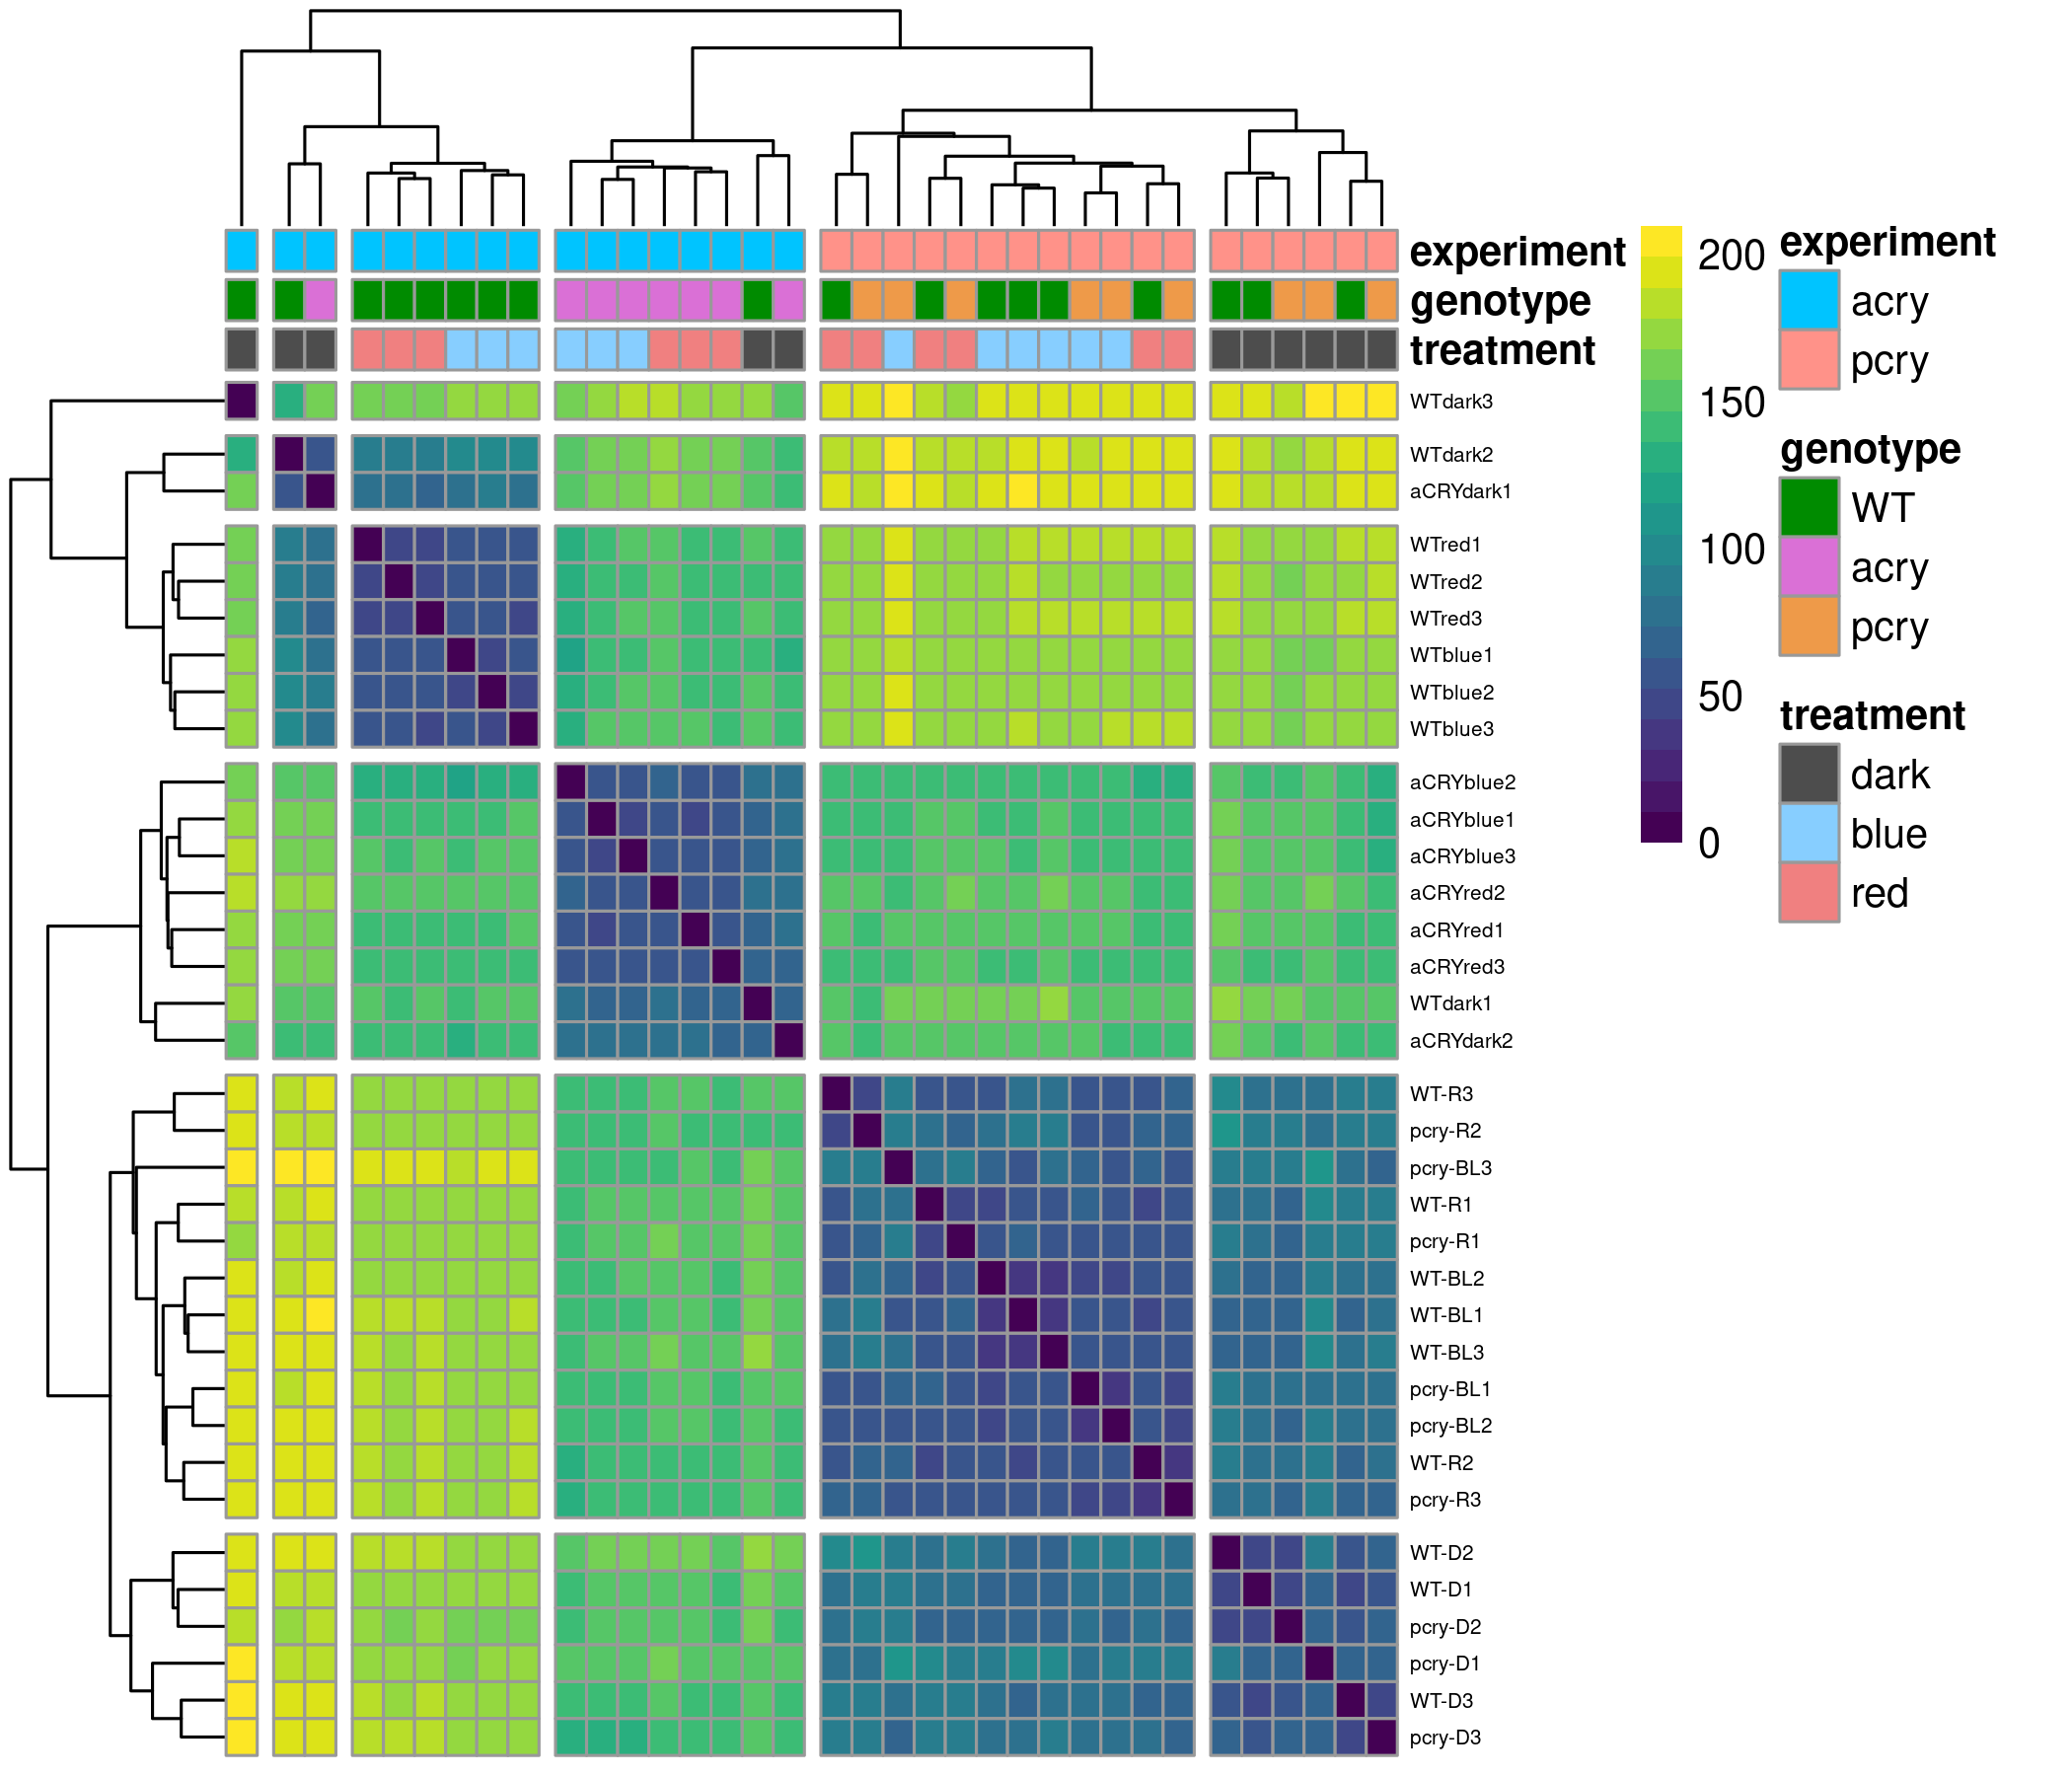 experiment
genotype
treatment
WTdark3
WTdark2
aCRYdark1
WTred1
WTred2
WTred3
WTblue1
WTblue2
WTblue3
aCRYblue2
aCRYblue1
aCRYblue3
aCRYred2
aCRYred1
aCRYred3
WTdark1
aCRYdark2
WT-R3
pcry-R2
pcry-BL3
WT-R1
pcry-R1
WT-BL2
WT-BL1
WT-BL3
pcry-BL1
pcry-BL2
WT-R2
pcry-R3
WT-D2
WT-D1
pcry-D2
pcry-D1
WT-D3
pcry-D3
200
150
100
50
0
experiment
acry
pcry
genotype
WT
acry
pcry
treatment
dark
blue
red